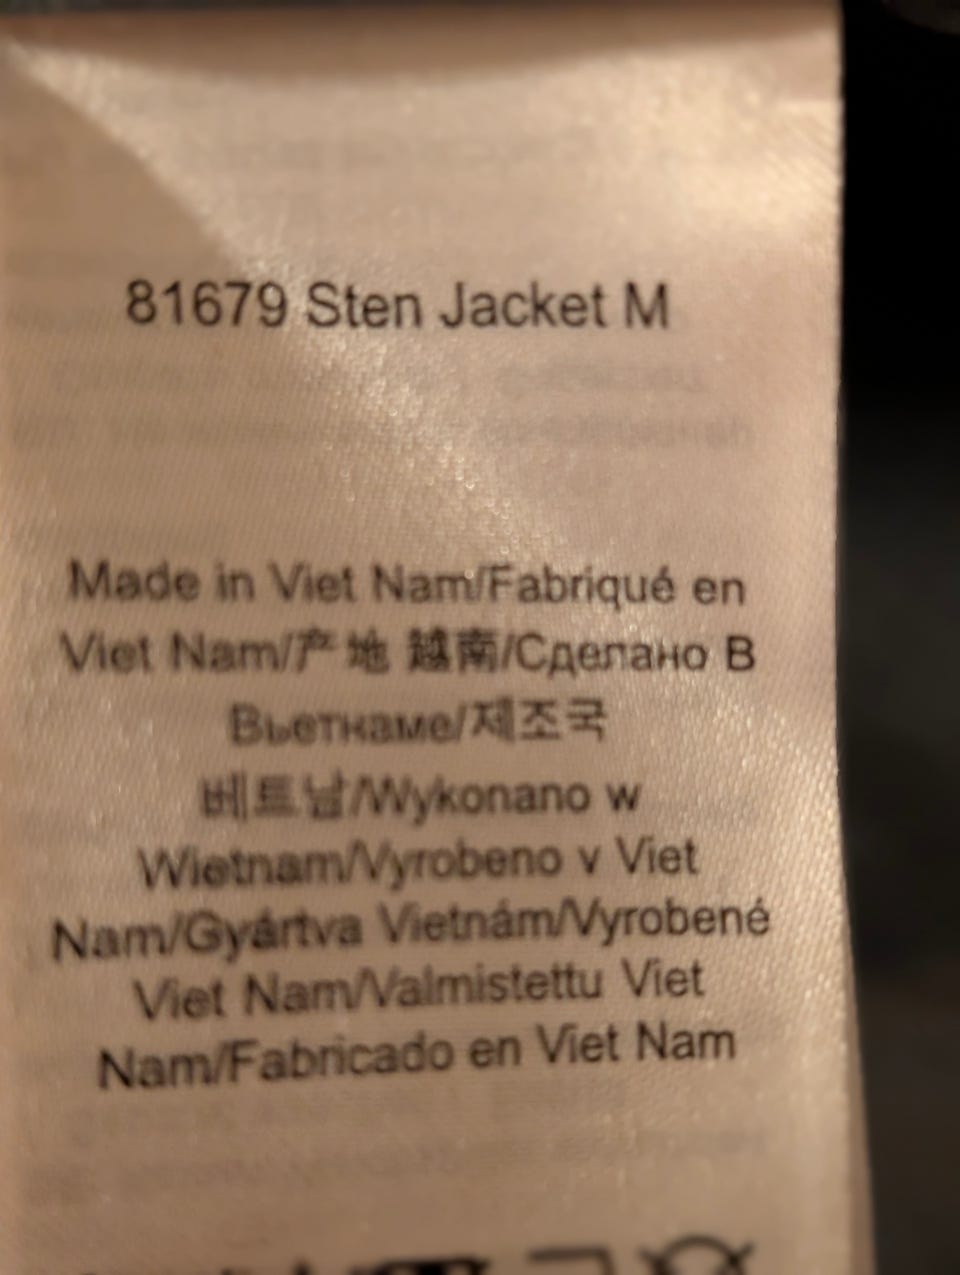 81679 Sten Jacket M
Made in Viet Nam/Fabriqué en
Viet Nam/产地 越南/Сделано В
Вьетнаме/제조국
베트남/Wykonano w
Wietnam/Vyrobeno v Viet
Nam/Gyártva Vietnám/Vyrobené
Viet Nam/Valmistettu Viet
Nam/Fabricado en Viet Nam